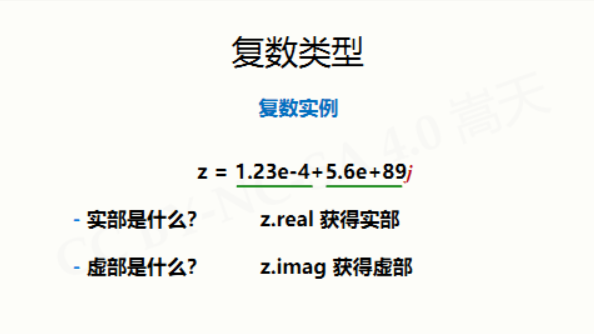 复数类型
复数实例
z = 1.23e-4+5.6e+89j
- 实部是什么? z.real 获得实部
- 虚部是什么? z.imag 获得虚部
CC BY-NC-SA 4.0 嵩天